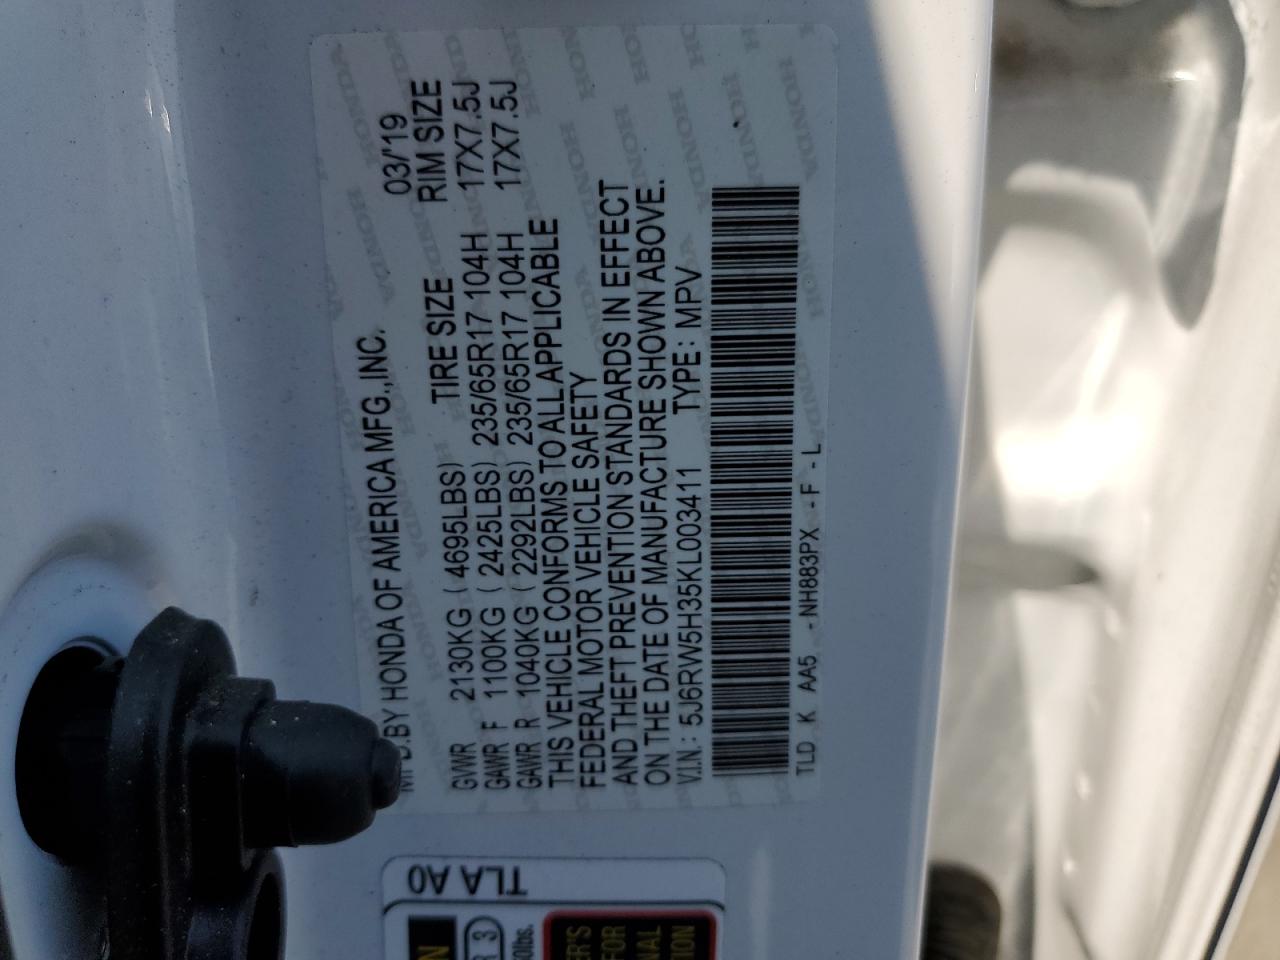 MFD.BY HONDA OF AMERICA MFG.,INC. 03/'19
TIRE SIZE RIM SIZE
GVWR 2130KG ( 4695LBS)
GAWR F 1100KG ( 2425LBS) 235/65R17 104H 17X7.5J
GAWR R 1040KG ( 2292LBS) 235/65R17 104H 17X7.5J
THIS VEHICLE CONFORMS TO ALL APPLICABLE
FEDERAL MOTOR VEHICLE SAFETY
AND THEFT PREVENTION STANDARDS IN EFFECT
ON THE DATE OF MANUFACTURE SHOWN ABOVE.
V.I.N.: 5J6RW5H35KL003411 TYPE: MPV
TLD K AA5 -NH883PX - F - L
TLA A0